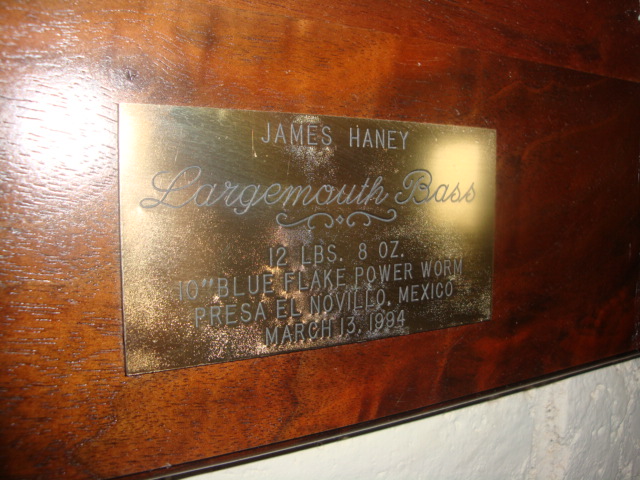 JAMES HANEY
Largemouth Bass
12 LBS. 8 OZ.
10" BLUE FLAKE POWER WORM
PRESA EL NOVILLO, MEXICO
MARCH 13, 1994